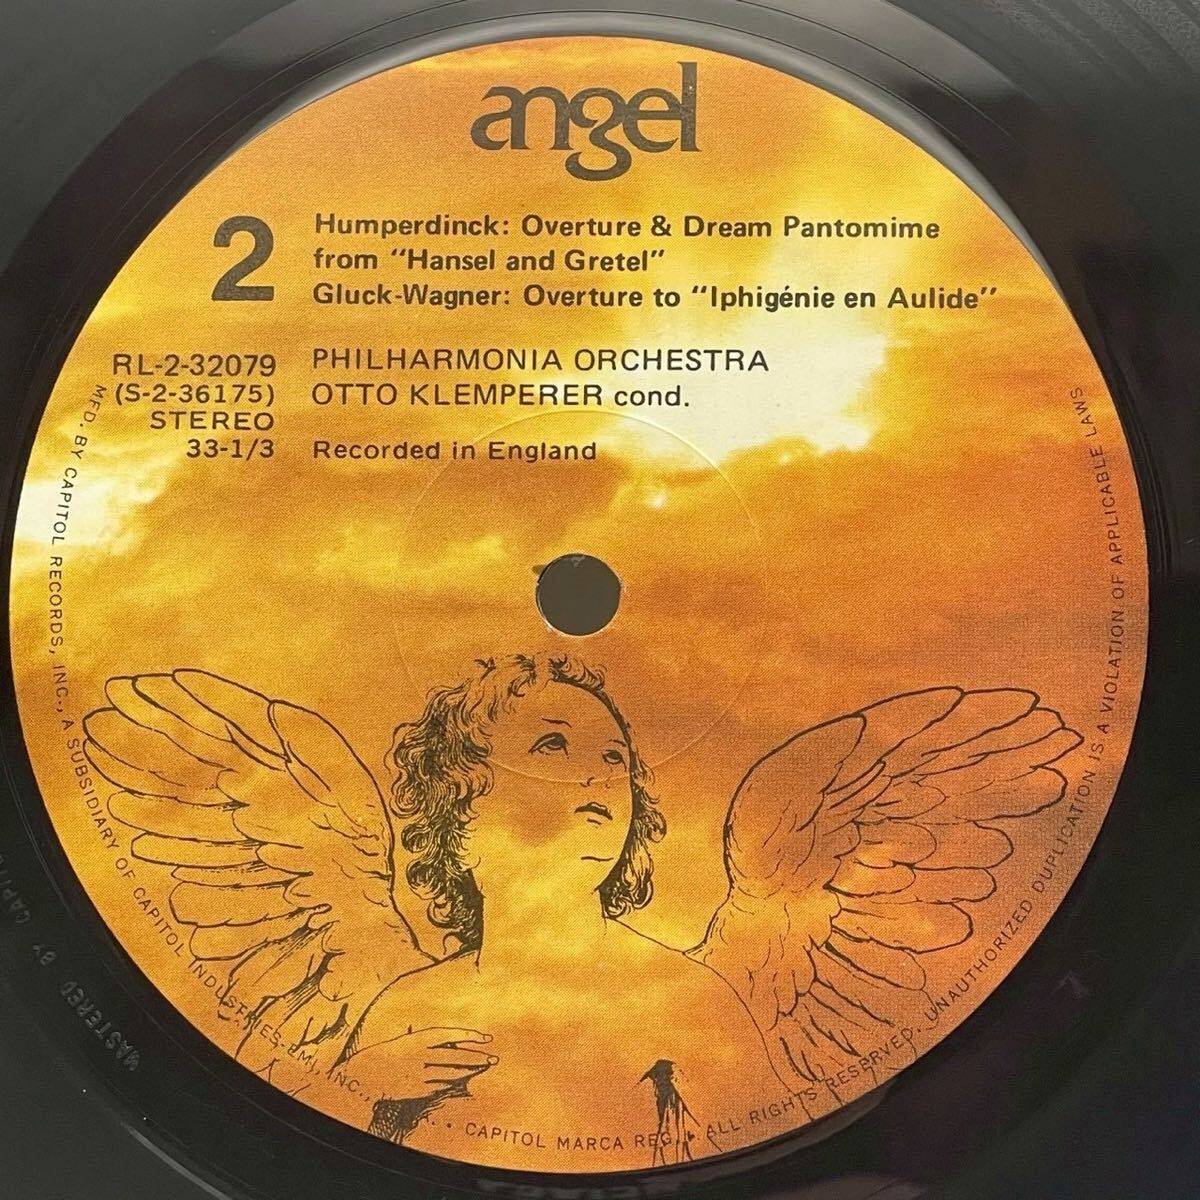 angel
2
Humperdinck: Overture & Dream Pantomime
from “Hansel and Gretel”
Gluck-Wagner: Overture to “Iphigénie en Aulide”
RL-2-32079
(S-2-36175)
STEREO
33-1/3
PHILHARMONIA ORCHESTRA
OTTO KLEMPERER cond.
Recorded in England
MFD. BY CAPITOL RECORDS, INC., A SUBSIDIARY OF CAPITOL INDUSTRIES-EMI, INC., • CAPITOL MARCA REG. • ALL RIGHTS RESERVED. UNAUTHORIZED DUPLICATION IS A VIOLATION OF APPLICABLE LAWS
MASTERED BY